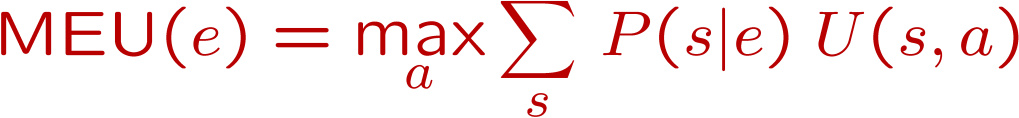 MEU(e) = max_a ∑_s P(s|e) U(s, a)